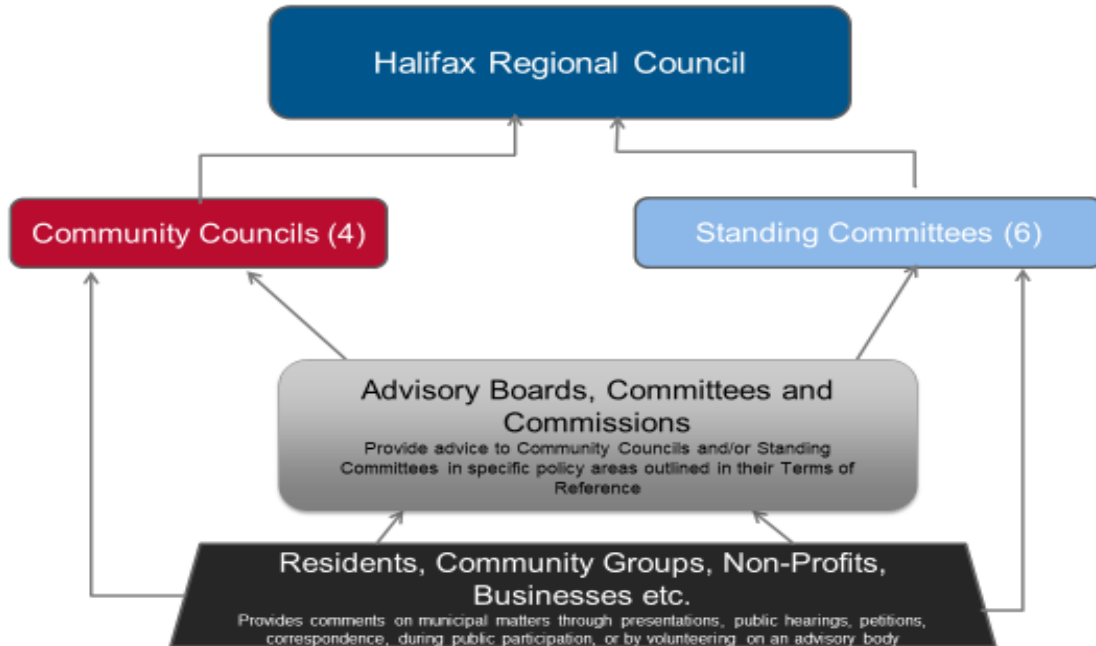 Halifax Regional Council
Community Councils (4)
Standing Committees (6)
Advisory Boards, Committees and
Commissions
Provide advice to Community Councils and/or Standing
Committees in specific policy areas outlined in their Terms of
Reference
Residents, Community Groups, Non-Profits,
Businesses etc.
Provides comments on municipal matters through presentations, public hearings, petitions,
correspondence, during public participation, or by volunteering on an advisory body